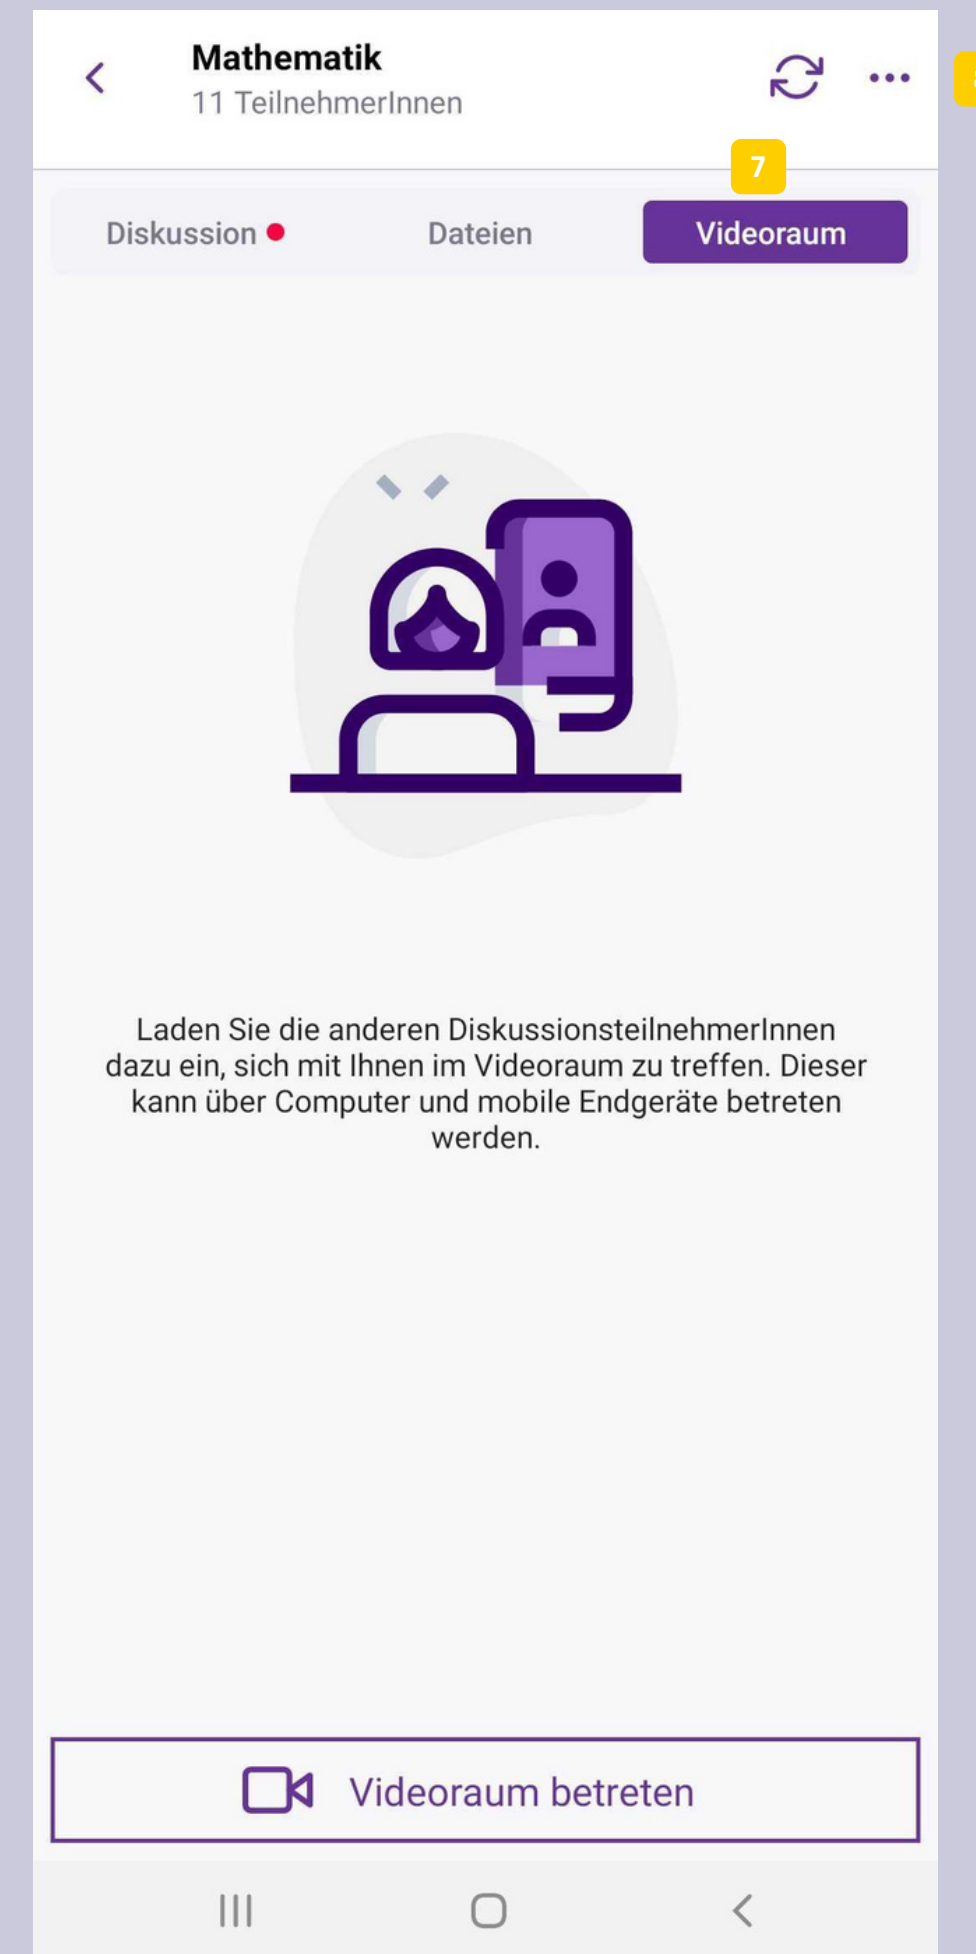 Mathematik
11 TeilnehmerInnen
7
Diskussion
Dateien
Videoraum
Laden Sie die anderen DiskussionsteilnehmerInnen
dazu ein, sich mit Ihnen im Videoraum zu treffen. Dieser
kann über Computer und mobile Endgeräte betreten
werden.
Videoraum betreten